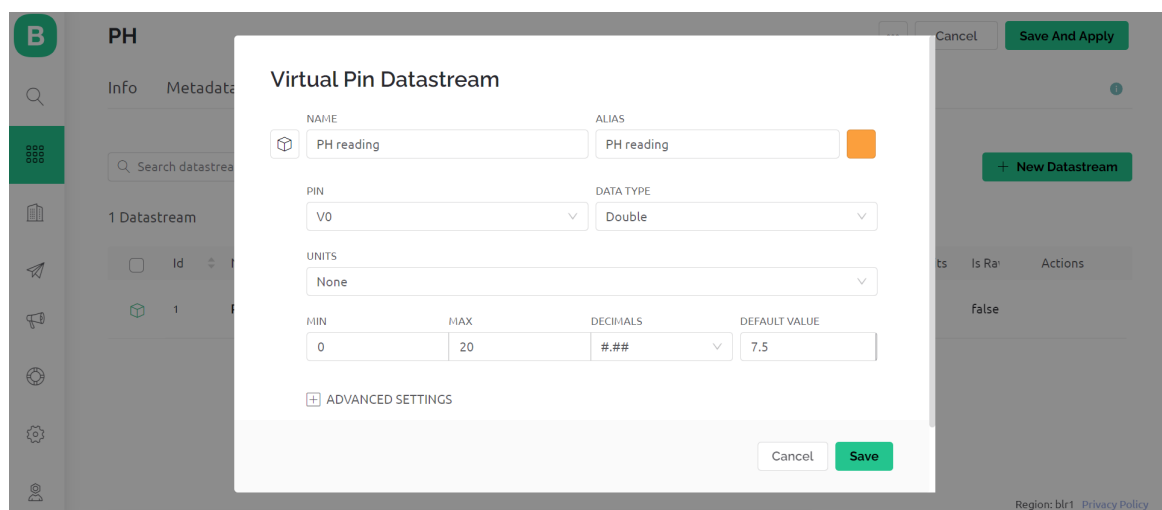 B
PH
... Cancel Save And Apply
Info Metadata
Virtual Pin Datastream
NAME ALIAS
PH reading PH reading
Search datastrea + New Datastream
PIN DATA TYPE
V0 Double
1 Datastream
UNITS
Id ts Is Ra Actions
None
1 false
MIN MAX DECIMALS DEFAULT VALUE
0 20 #.## 7.5
+ ADVANCED SETTINGS
Cancel Save
Region: blr1 Privacy Policy